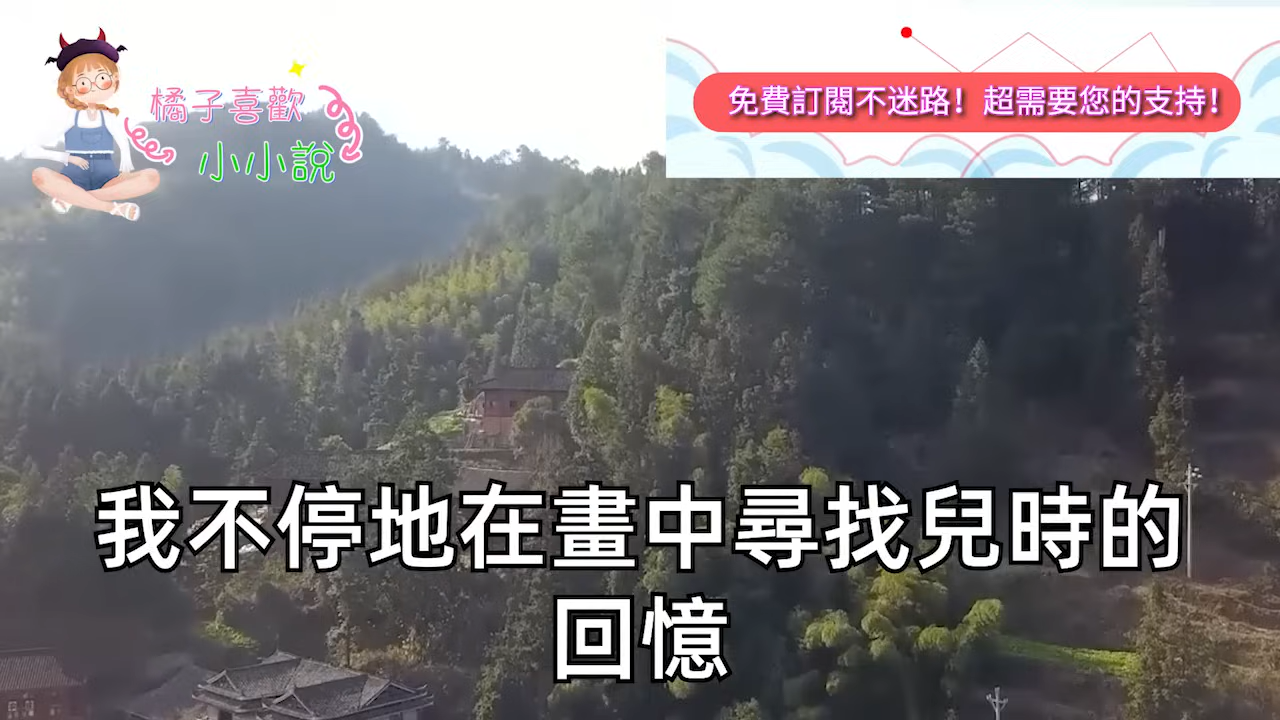 橘子喜歡
小小說
免費訂閱不迷路！超需要您的支持！
我不停地在畫中尋找兒時的
回憶